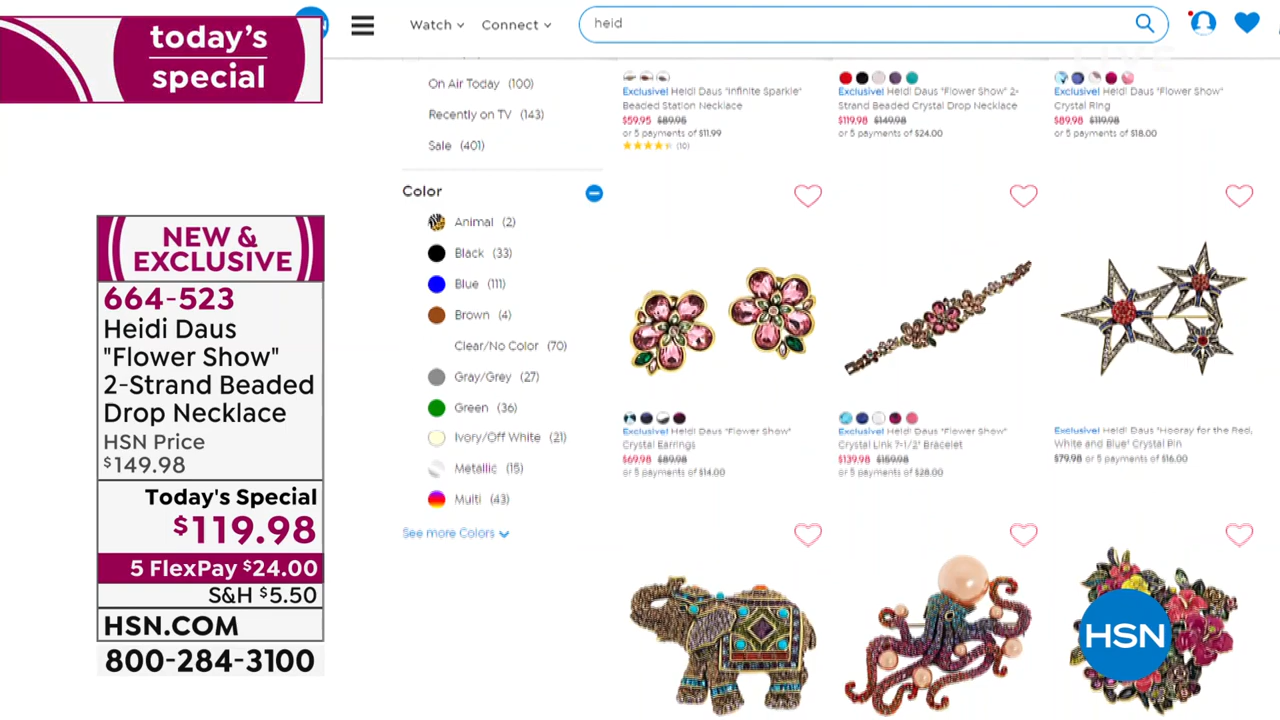 today's
special
Watch
Connect
heid
LIVE
On Air Today (100)
Recently on TV (143)
Sale (401)
Color
Animal (2)
Black (33)
Blue (111)
Brown (4)
Clear/No Color (70)
Gray/Grey (27)
Green (36)
Ivory/Off White (21)
Metallic (15)
Multi (43)
See more Colors
Exclusive! Heidi Daus "Infinite Sparkle"
Beaded Station Necklace
$59.95 $89.95
or 5 payments of $11.99
(10)
Exclusive! Heidi Daus "Flower Show" 2-
Strand Beaded Crystal Drop Necklace
$119.98 $149.98
or 5 payments of $24.00
Exclusive! Heidi Daus "Flower Show"
Crystal Ring
$89.98 $119.98
or 5 payments of $18.00
Exclusive! Heidi Daus "Flower Show"
Crystal Earrings
$69.98 $89.98
or 5 payments of $14.00
Exclusive! Heidi Daus "Flower Show"
Crystal Link 7-1/2" Bracelet
$139.98 $159.98
or 5 payments of $28.00
Exclusive! Heidi Daus "Hooray for the Red,
White and Blue" Crystal Pin
$79.98 or 5 payments of $16.00
NEW &
EXCLUSIVE
664-523
Heidi Daus
"Flower Show"
2-Strand Beaded
Drop Necklace
HSN Price
$149.98
Today's Special
$119.98
5 FlexPay $24.00
S&H $5.50
HSN.COM
800-284-3100
HSN